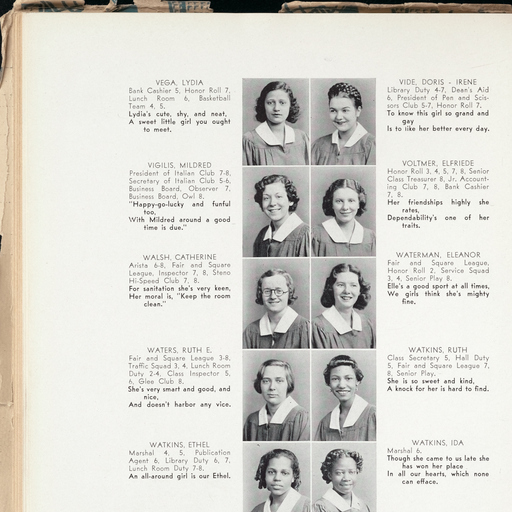 VEGA, LYDIA
Bank Cashier 5, Honor Roll 7,
Lunch Room 6, Basketball
Team 4, 5.
Lydia's cute, shy, and neat,
A sweet little girl you ought
to meet.
VIGILIS, MILDRED
President of Italian Club 7-8,
Secretary of Italian Club 5-6,
Business Board, Observer 7,
Business Board, Owl 8.
"Happy-go-lucky and funful
too,
With Mildred around a good
time is due."
WALSH, CATHERINE
Arista 6-8, Fair and Square
League, Inspector 7, 8, Steno
Hi-Speed Club 7, 8.
For sanitation she's very keen,
Her moral is, "Keep the room
clean."
WATERS, RUTH E.
Fair and Square League 3-8,
Traffic Squad 3, 4, Lunch Room
Duty 2-4, Class Inspector 5,
6, Glee Club 8.
She's very smart and good, and
nice,
And doesn't harbor any vice.
WATKINS, ETHEL
Marshal 4, 5, Publication
Agent 6, Library Duty 6, 7,
Lunch Room Duty 7-8.
An all-around girl is our Ethel.
VIDE, DORIS - IRENE
Library Duty 4-7, Dean's Aid
6, President of Pen and Scis-
sors Club 5-7, Honor Roll 7.
To know this girl so grand and
gay
Is to like her better every day.
VOLTMER, ELFRIEDE
Honor Roll 3, 4, 5, 7, 8, Senior
Class Treasurer 8, Jr. Account-
ing Club 7, 8, Bank Cashier
7, 8.
Her friendships highly she
rates,
Dependability's one of her
traits.
WATERMAN, ELEANOR
Fair and Square League,
Honor Roll 2, Service Squad
3, 4, Senior Play 8.
Elle's a good sport at all times,
We girls think she's mighty
fine.
WATKINS, RUTH
Class Secretary 5, Hall Duty
5, Fair and Square League 7,
8, Senior Play.
She is so sweet and kind,
A knock for her is hard to find.
WATKINS, IDA
Marshal 6.
Though she came to us late she
has won her place
In all our hearts, which none
can efface.